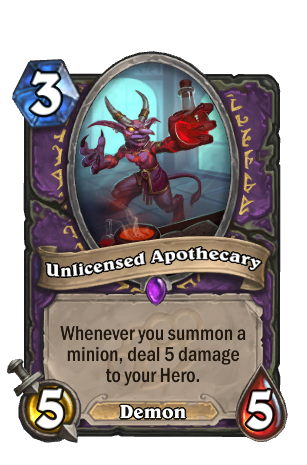 3
Unlicensed Apothecary
Whenever you summon a
minion, deal 5 damage
to your Hero.
5
Demon
5